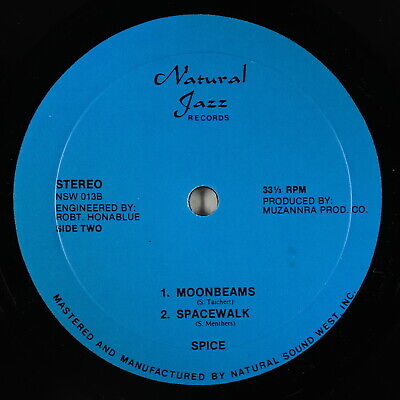 Natural
Jazz
RECORDS
STEREO
NSW 013B
ENGINEERED BY:
ROBT. HONABLUE
SIDE TWO
33⅓ RPM
PRODUCED BY:
MUZANNRA PROD. CO.
1. MOONBEAMS
(S. Taichert)
2. SPACEWALK
(S. Menthers)
SPICE
MASTERED AND MANUFACTURED BY NATURAL SOUND WEST, INC.